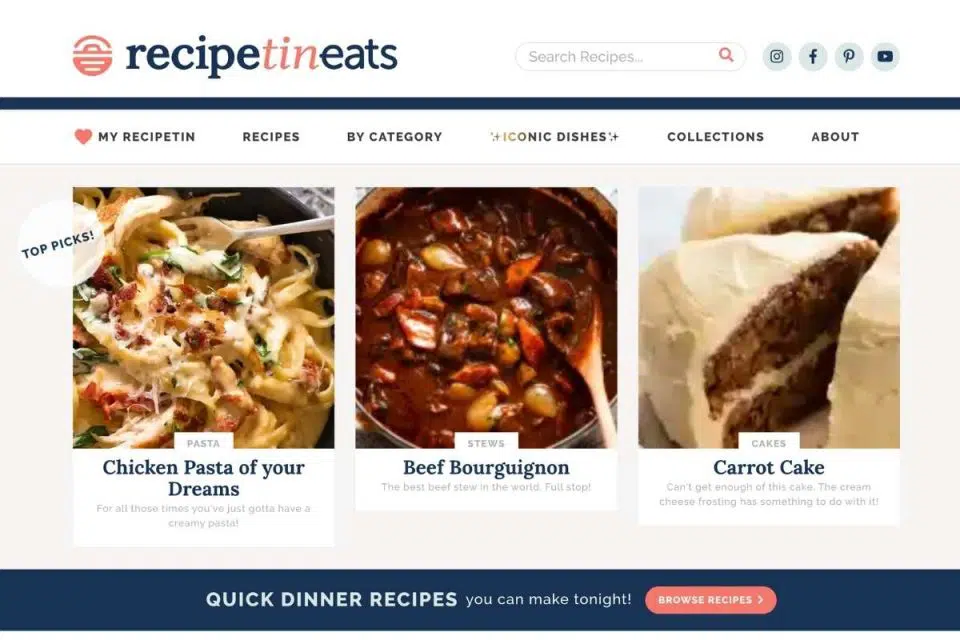 recipetineats
Search Recipes...
MY RECIPETIN
RECIPES
BY CATEGORY
ICONIC DISHES
COLLECTIONS
ABOUT
TOP PICKS!
PASTA
Chicken Pasta of your
Dreams
For all those times you've just gotta have a
creamy pasta!
STEWS
Beef Bourguignon
The best beef stew in the world. Full stop!
CAKES
Carrot Cake
Can't get enough of this cake. The cream
cheese frosting has something to do with it!
QUICK DINNER RECIPES you can make tonight!
BROWSE RECIPES